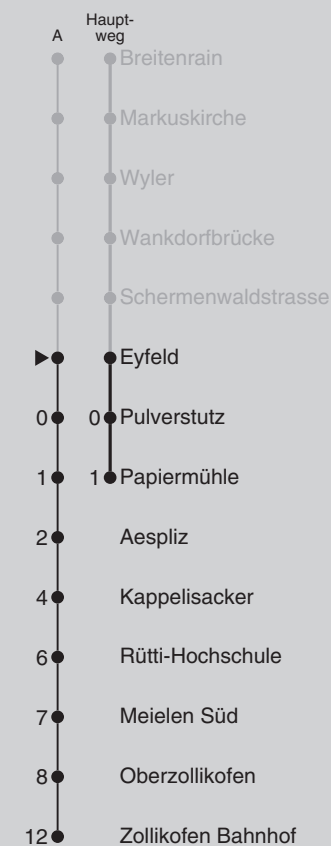 A Haupt-
weg
Breitenrain
Markuskirche
Wyler
Wankdorfbrücke
Schermenwaldstrasse
Eyfeld
0 0 Pulverstutz
1 1 Papiermühle
2 Aespliz
4 Kappelisacker
6 Rütti-Hochschule
7 Meielen Süd
8 Oberzollikofen
12 Zollikofen Bahnhof